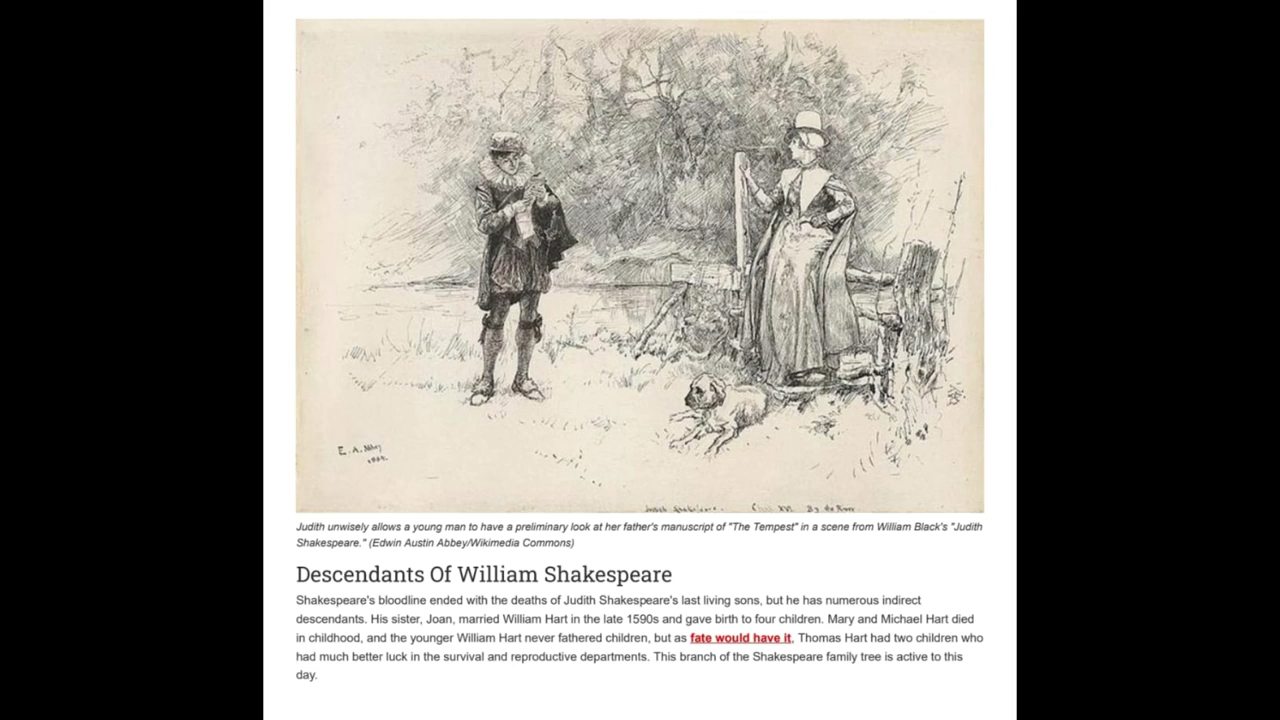 E. A. Abbey
Judith unwisely allows a young man to have a preliminary look at her father's manuscript of "The Tempest" in a scene from William Black's "Judith
Shakespeare." (Edwin Austin Abbey/Wikimedia Commons)
Descendants Of William Shakespeare
Shakespeare's bloodline ended with the deaths of Judith Shakespeare's last living sons, but he has numerous indirect
descendants. His sister, Joan, married William Hart in the late 1590s and gave birth to four children. Mary and Michael Hart died
in childhood, and the younger William Hart never fathered children, but as fate would have it, Thomas Hart had two children who
had much better luck in the survival and reproductive departments. This branch of the Shakespeare family tree is active to this
day.